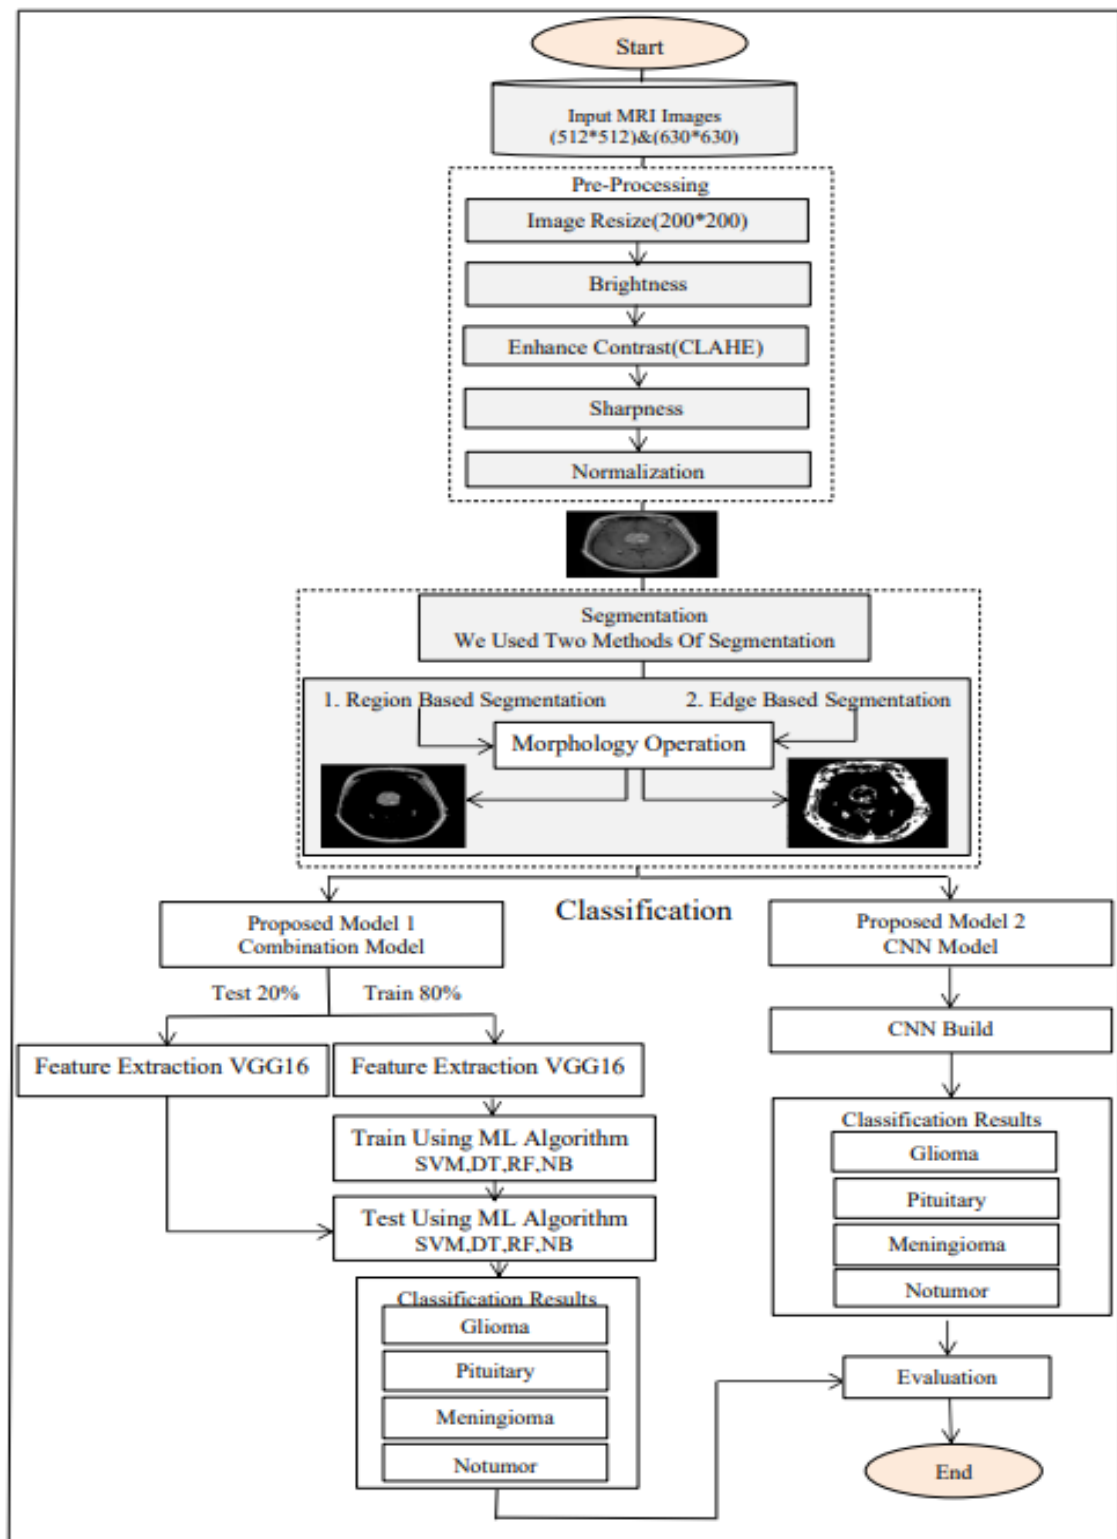 Start
Input MRI Images
(512*512)&(630*630)
Pre-Processing
Image Resize(200*200)
Brightness
Enhance Contrast(CLAHE)
Sharpness
Normalization
Segmentation
We Used Two Methods Of Segmentation
1. Region Based Segmentation
2. Edge Based Segmentation
Morphology Operation
Classification
Proposed Model 1
Combination Model
Test 20%
Train 80%
Feature Extraction VGG16
Feature Extraction VGG16
Train Using ML Algorithm
SVM,DT,RF,NB
Test Using ML Algorithm
SVM,DT,RF,NB
Classification Results
Glioma
Pituitary
Meningioma
Notumor
Proposed Model 2
CNN Model
CNN Build
Classification Results
Glioma
Pituitary
Meningioma
Notumor
Evaluation
End